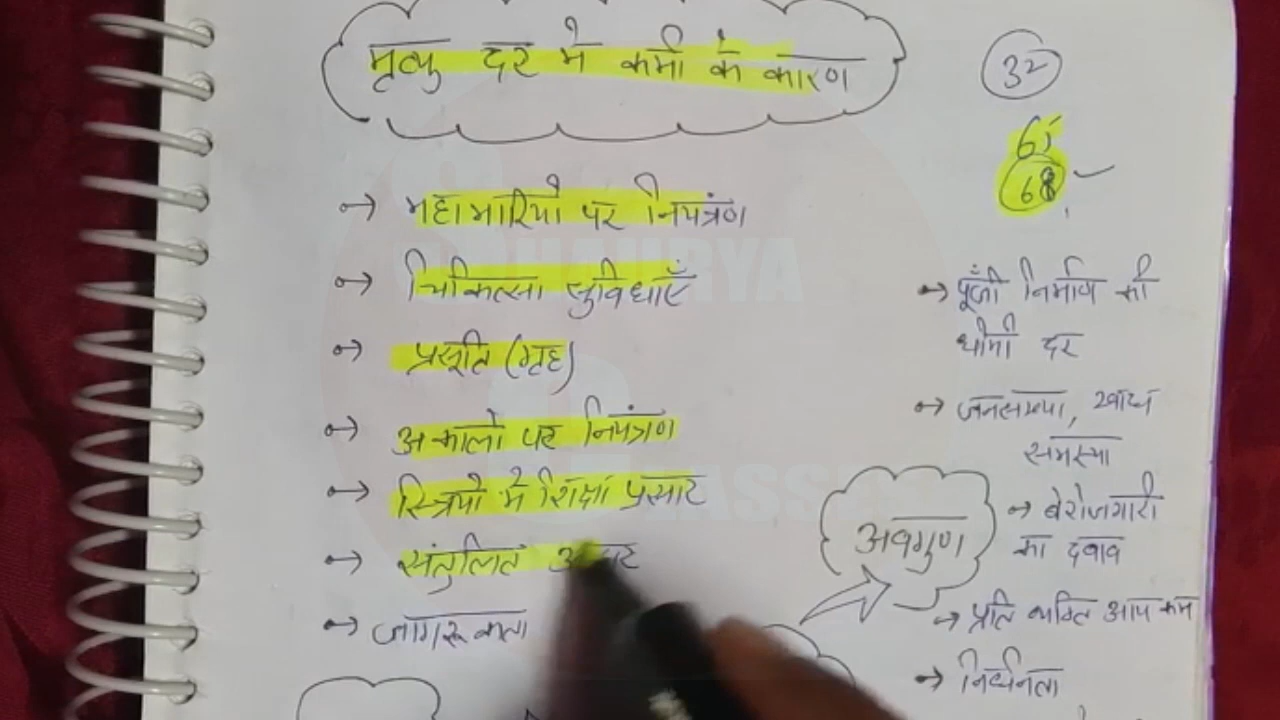 मृत्यु दर मे कमी के कारण
32
65
68
→ महामारियो पर नियंत्रण
→ चिकित्सा सुविधाएँ
→ प्रसूति (गृह)
→ अकालो पर नियंत्रण
→ स्त्रियो मे शिक्षा प्रसार
→ संतुलित
→ जागरूकता
→ पूँजी निर्माण की
धीमी दर
→ जनसंख्या, खाद्य
समस्या
अवगुण
→ बेरोजगारी
का दबाव
→ प्रति व्यक्ति आय कम
→ निर्धनता